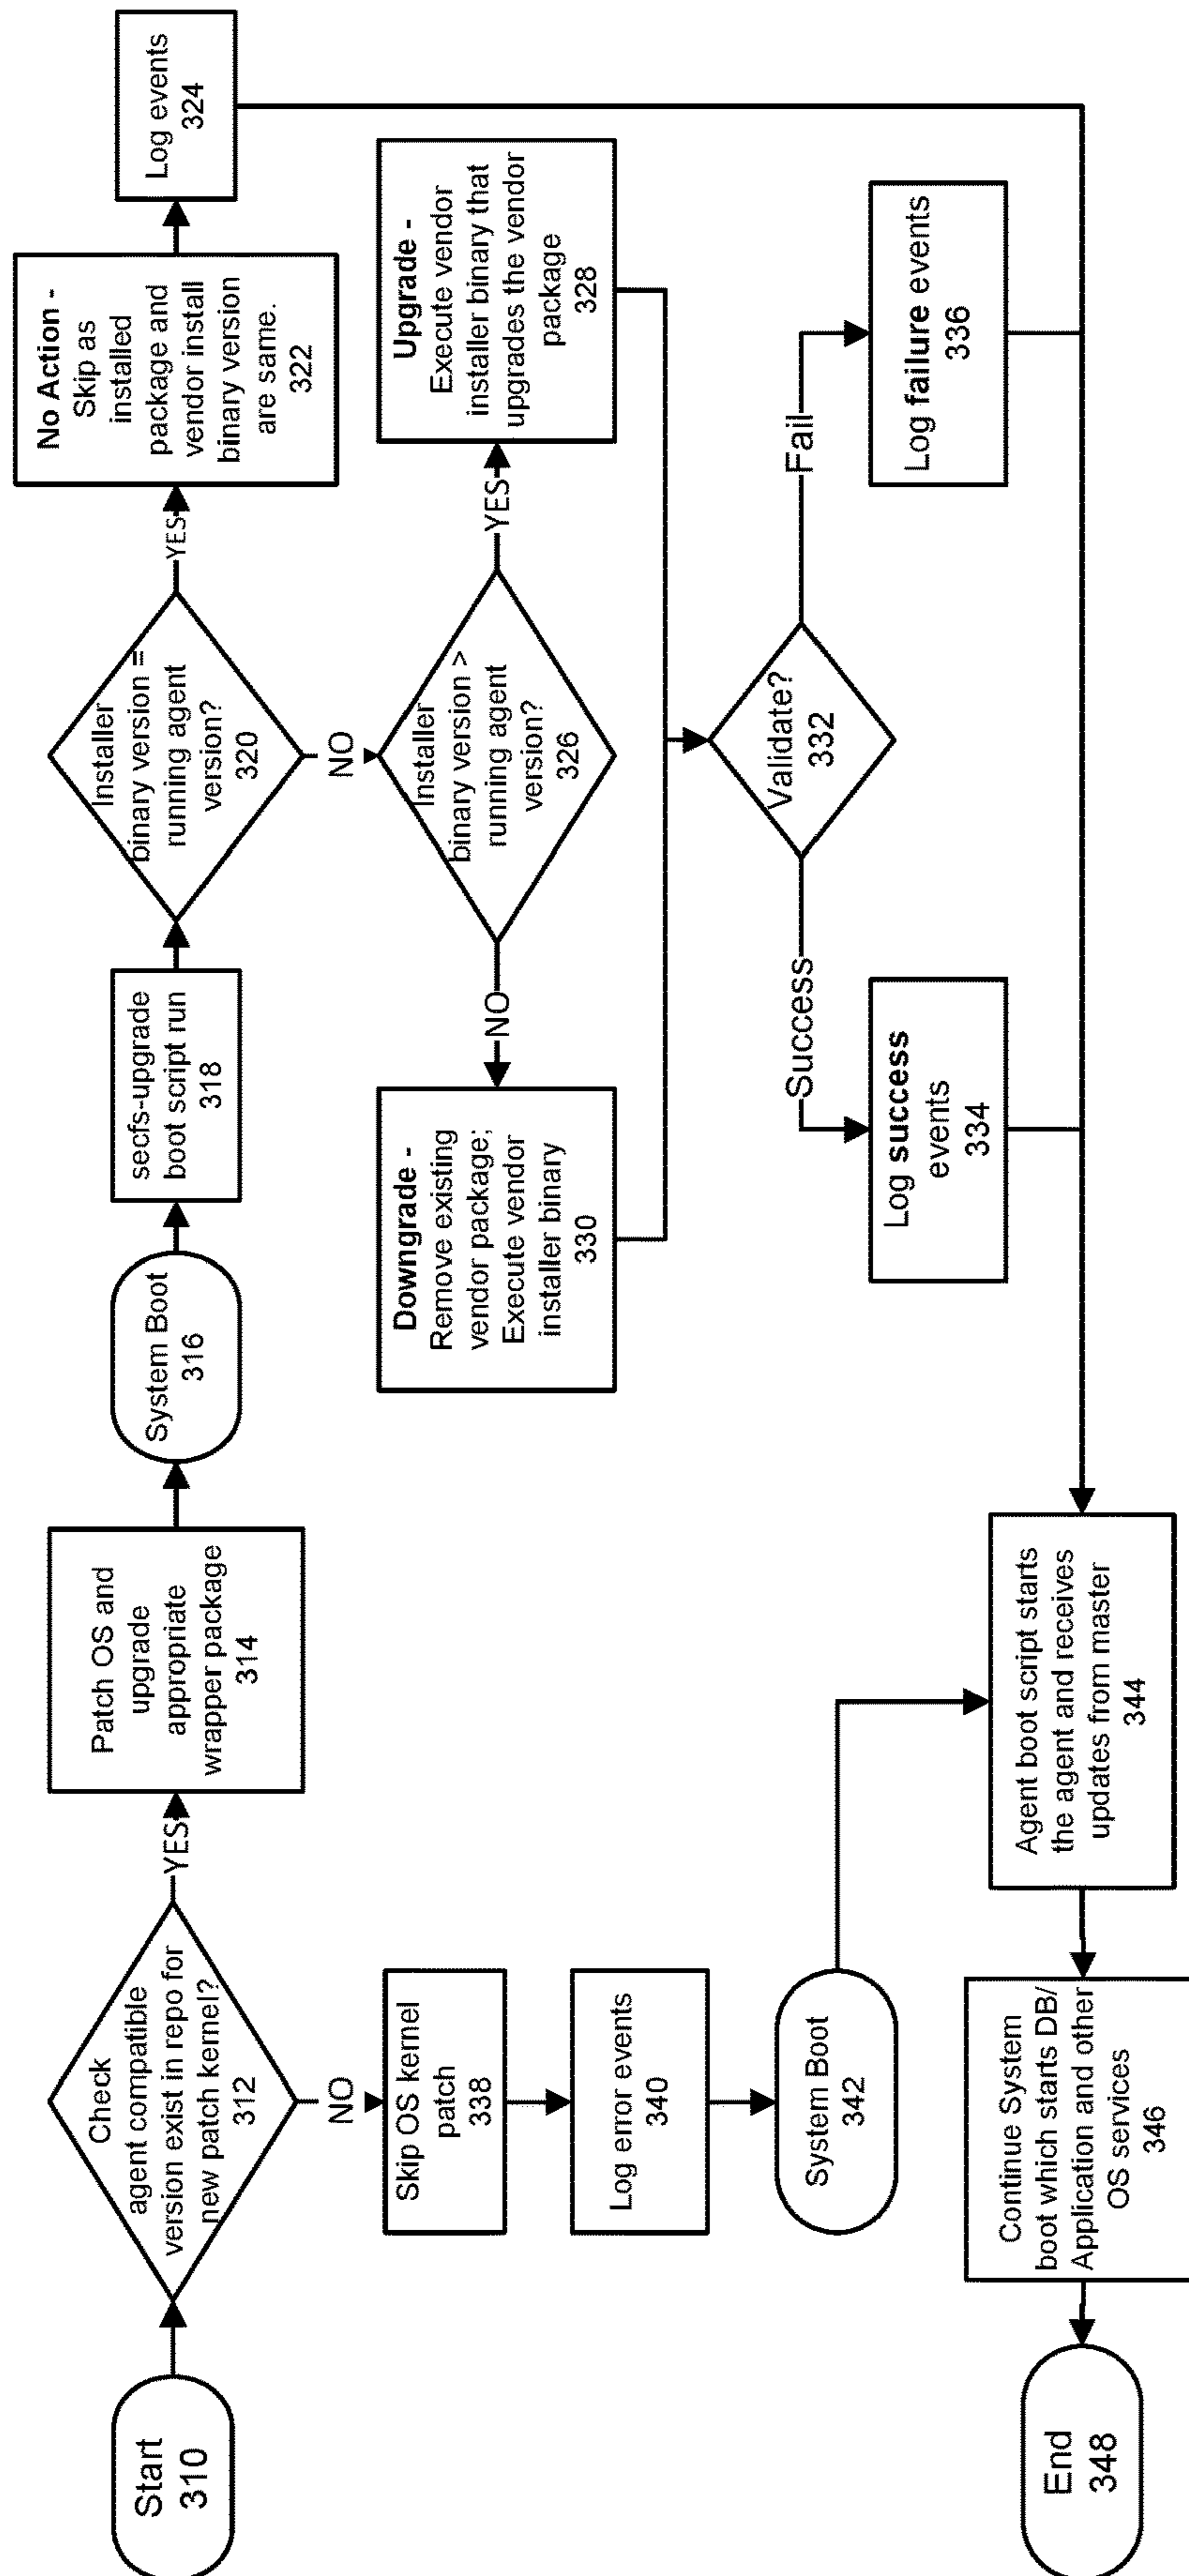 Start
310
Check
agent compatible
version exist in repo for
new patch kernel?
312
YES
Patch OS and
upgrade
appropriate
wrapper package
314
System Boot
316
secfs-upgrade
boot script run
318
Installer
binary version =
running agent
version?
320
YES
No Action -
Skip as
installed
package and
vendor install
binary version
are same.
322
Log events
324
NO
Installer
binary version >
running agent
version?
326
YES
Upgrade -
Execute vendor
installer binary that
upgrades the vendor
package
328
NO
Downgrade -
Remove existing
vendor package;
Execute vendor
installer binary
330
Validate?
332
Success
Log success
events
334
Fail
Log failure events
336
NO
Skip OS kernel
patch
338
Log error events
340
System Boot
342
Agent boot script starts
the agent and receives
updates from master
344
Continue System
boot which starts DB/
Application and other
OS services
346
End
348